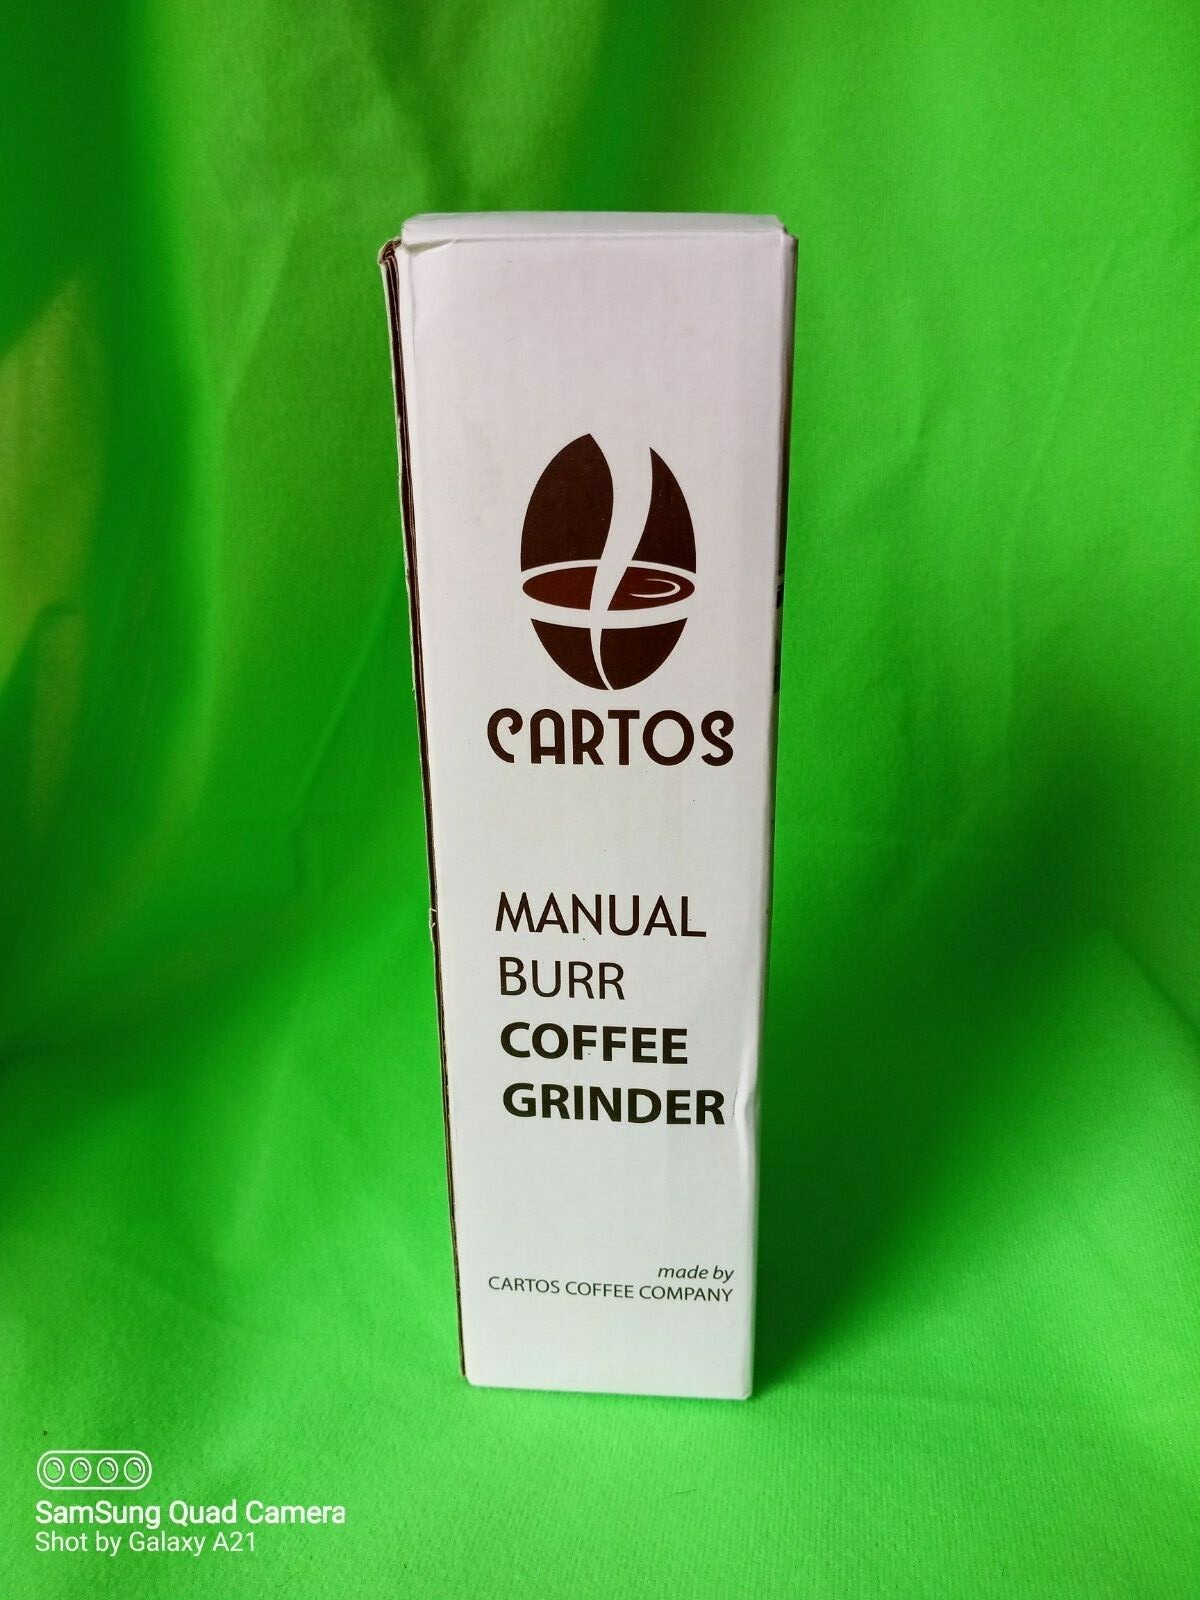 CARTOS
MANUAL
BURR
COFFEE
GRINDER
made by
CARTOS COFFEE COMPANY
SamSung Quad Camera
Shot by Galaxy A21